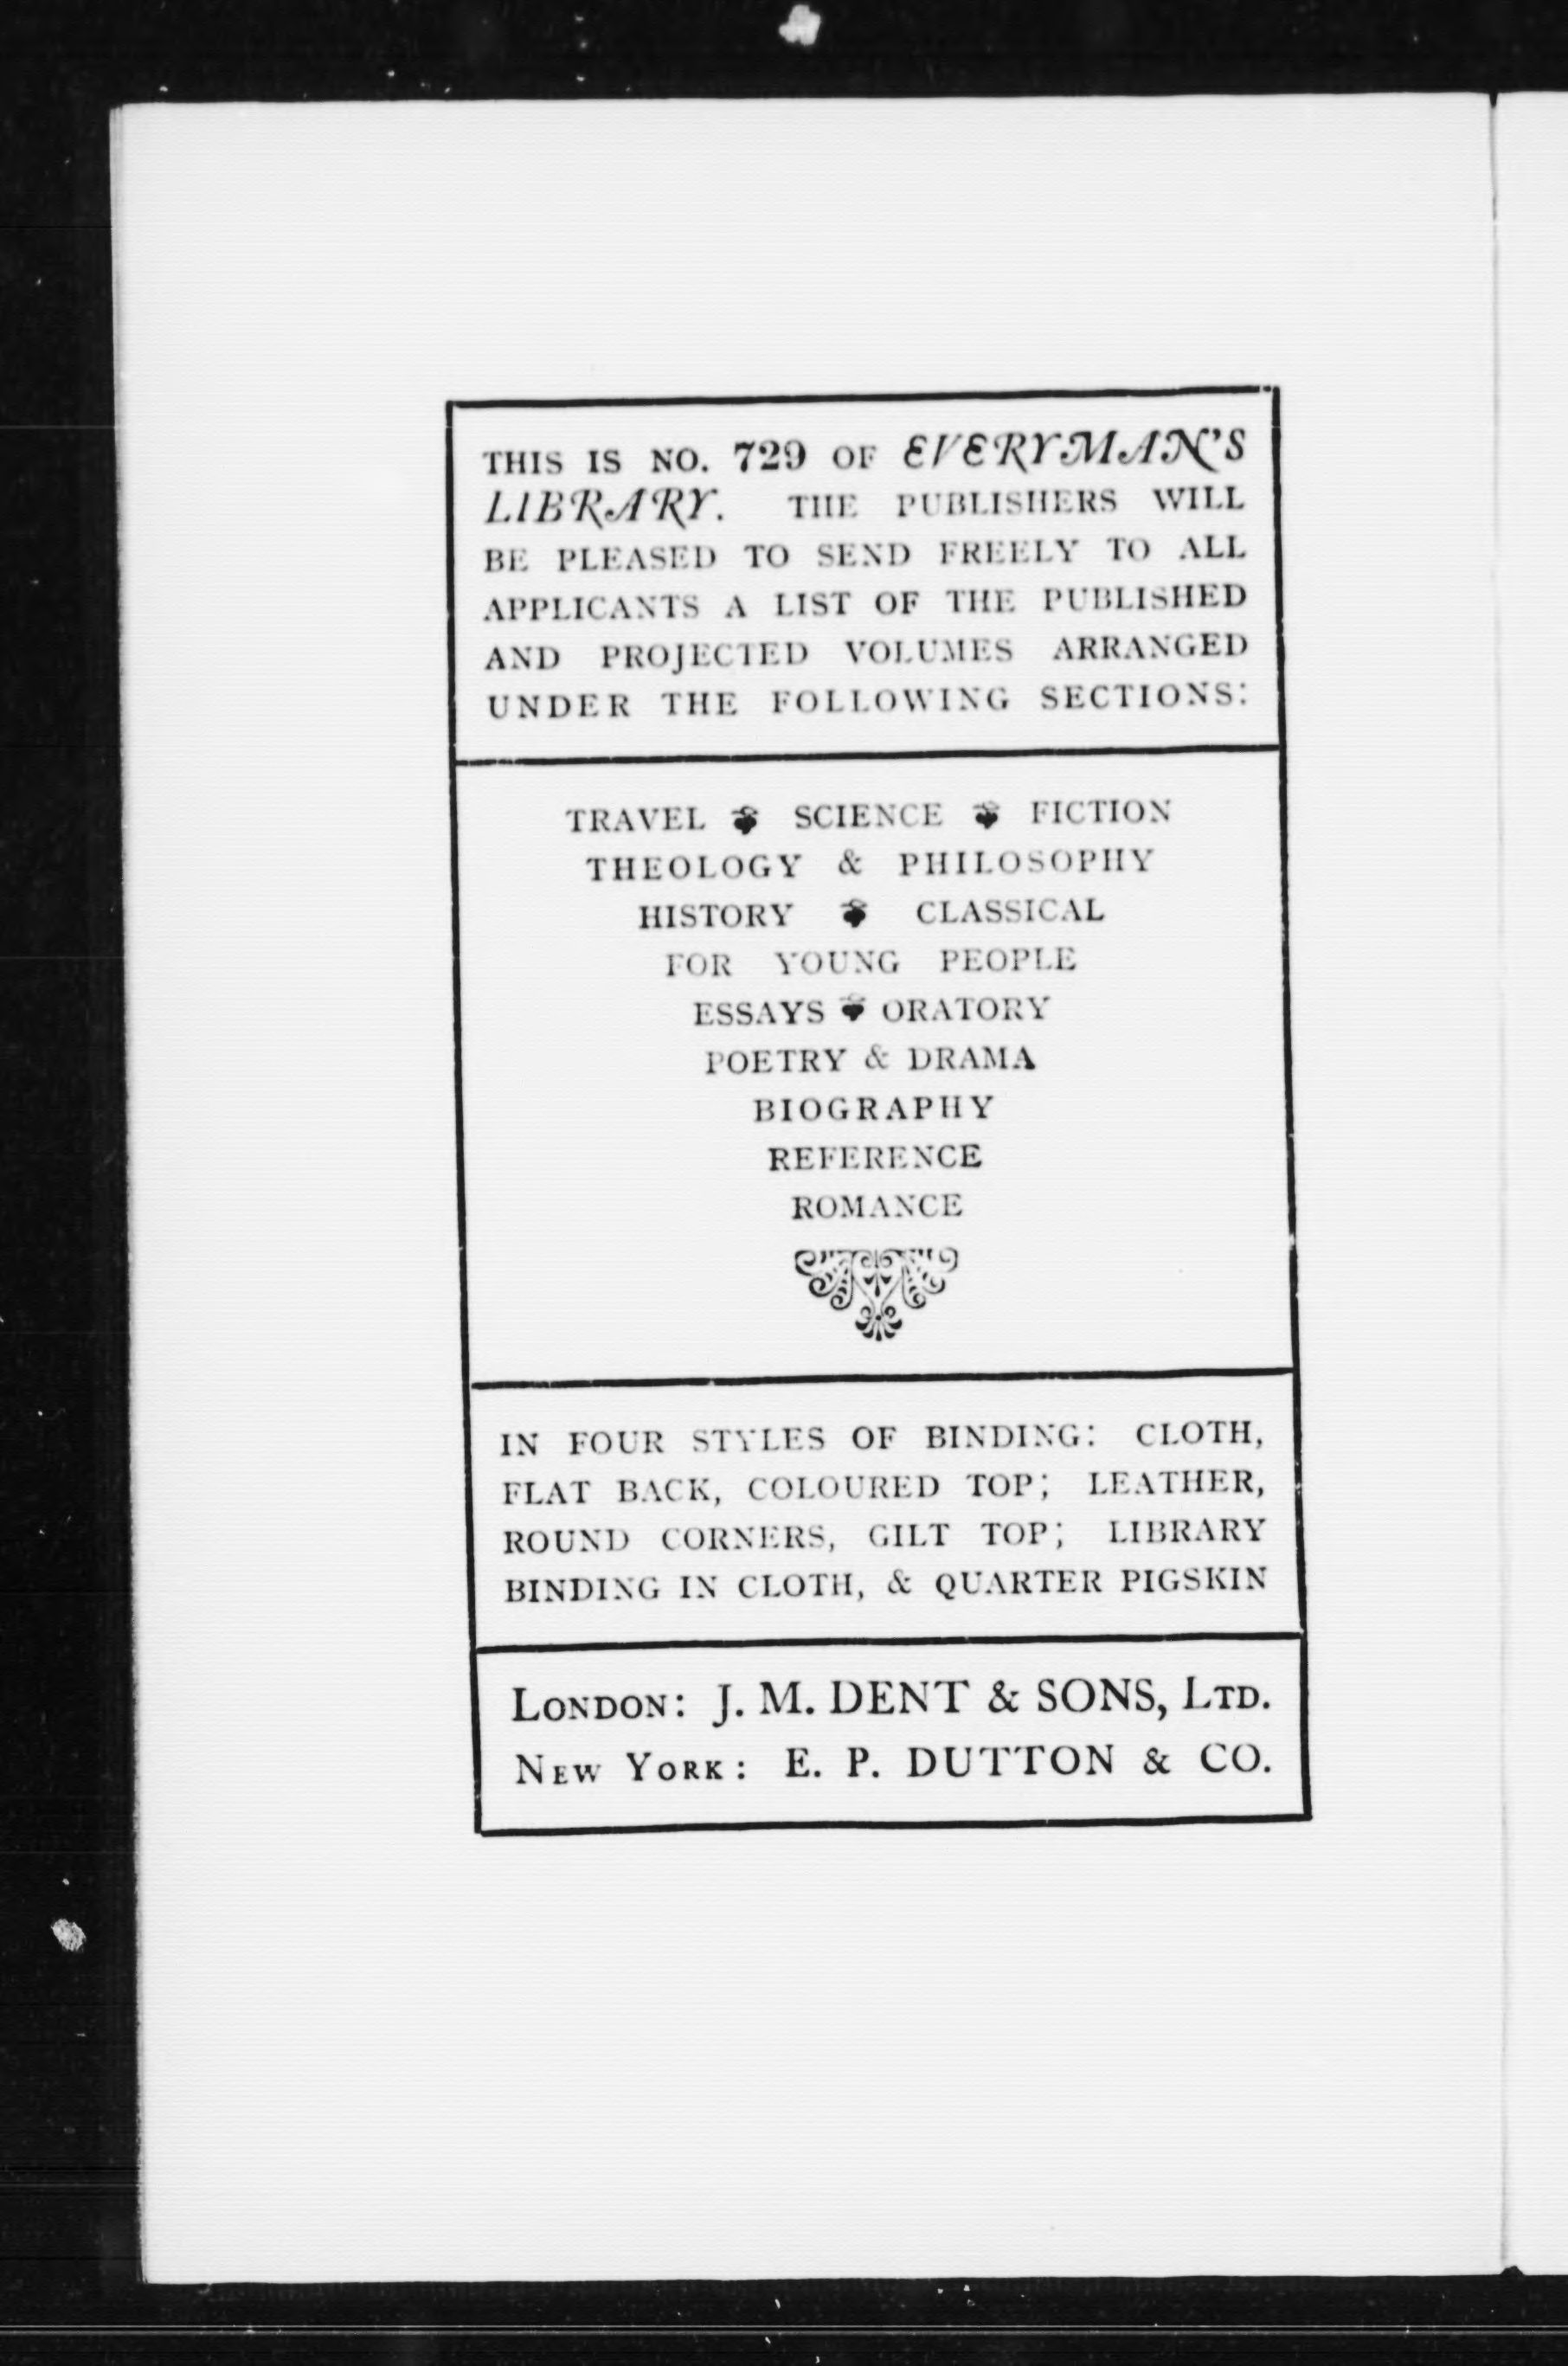 THIS IS NO. 729 OF EVERYMAN'S
LIBRARY. THE PUBLISHERS WILL
BE PLEASED TO SEND FREELY TO ALL
APPLICANTS A LIST OF THE PUBLISHED
AND PROJECTED VOLUMES ARRANGED
UNDER THE FOLLOWING SECTIONS:
TRAVEL ❦ SCIENCE ❦ FICTION
THEOLOGY & PHILOSOPHY
HISTORY ❦ CLASSICAL
FOR YOUNG PEOPLE
ESSAYS ❦ ORATORY
POETRY & DRAMA
BIOGRAPHY
REFERENCE
ROMANCE
IN FOUR STYLES OF BINDING: CLOTH,
FLAT BACK, COLOURED TOP; LEATHER,
ROUND CORNERS, GILT TOP; LIBRARY
BINDING IN CLOTH, & QUARTER PIGSKIN
LONDON: J. M. DENT & SONS, LTD.
NEW YORK: E. P. DUTTON & CO.